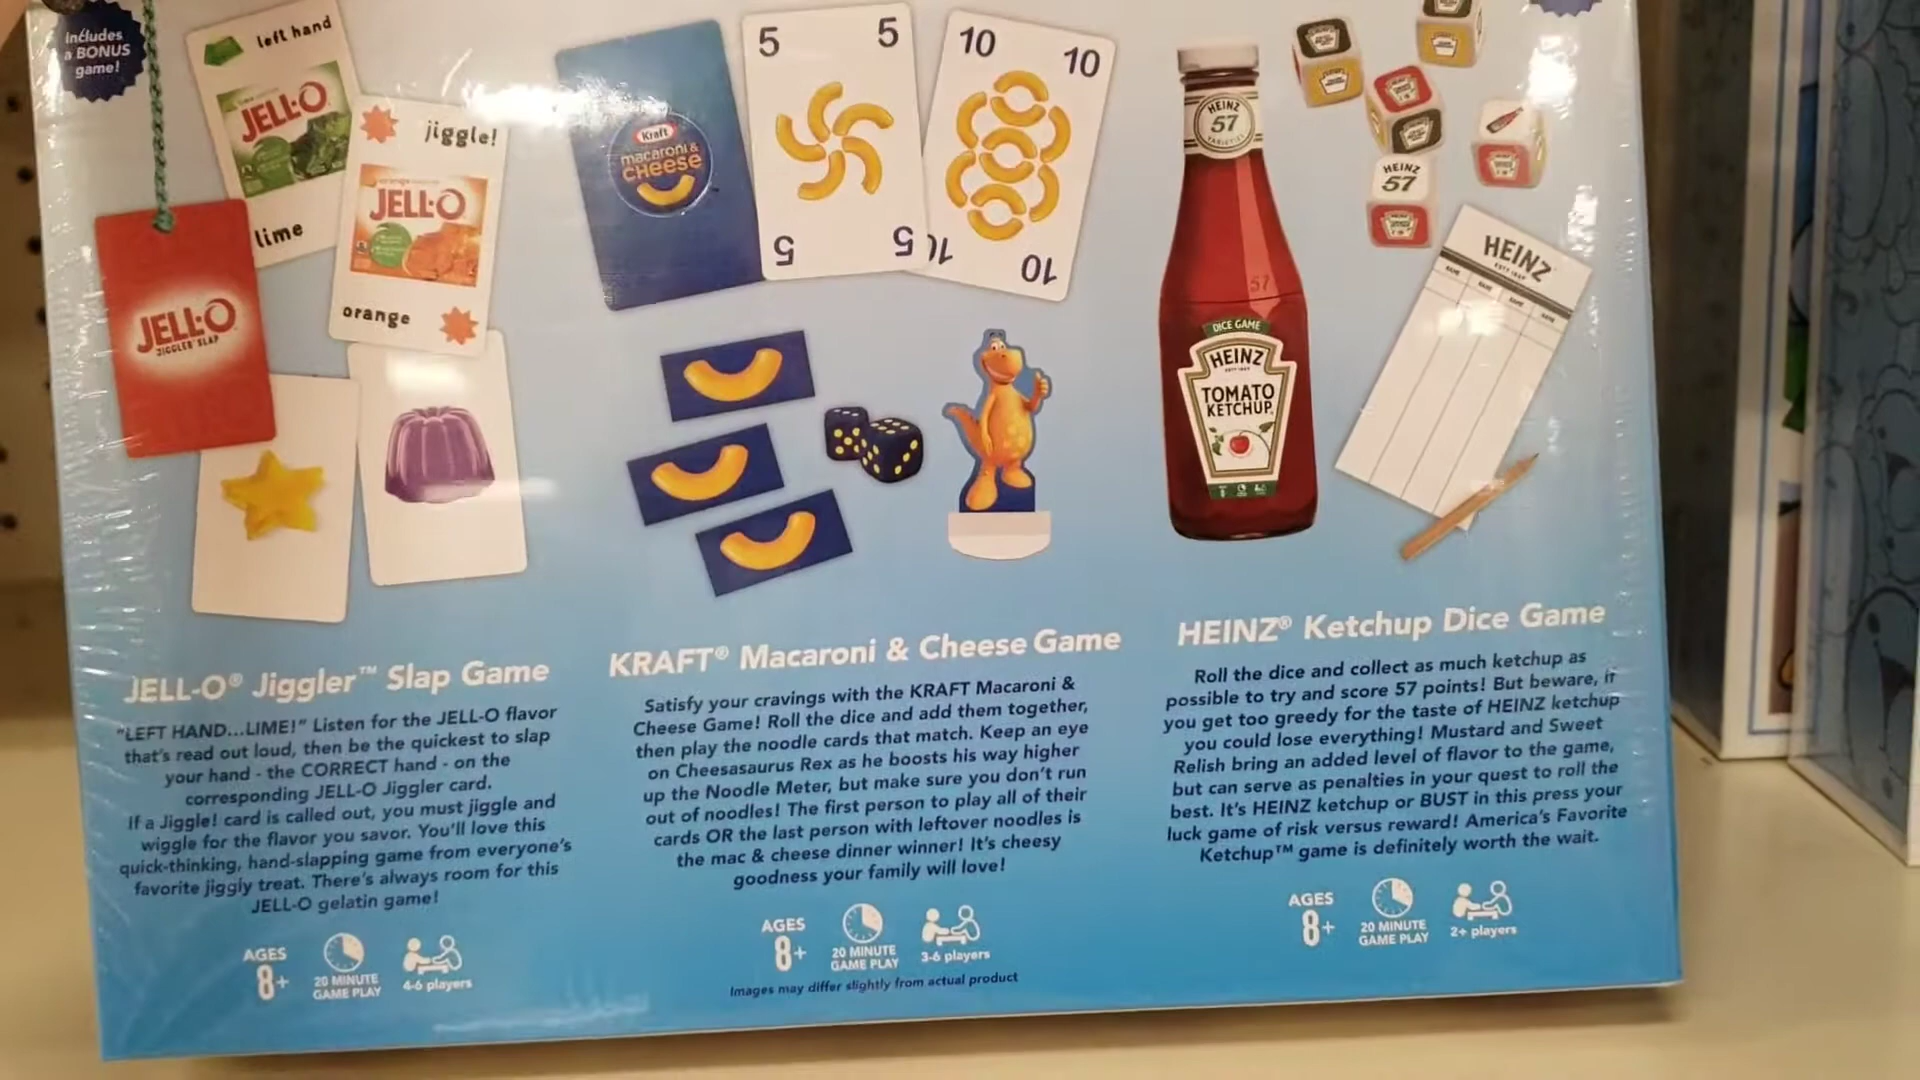 Includes
a BONUS
game!
left hand
JELL-O
lime
jiggle!
JELL-O
orange
JELL-O
JIGGLER SLAP
Kraft
macaroni &
CHEESE
5
5
5
5
10
10
10
10
HEINZ
57
VARIETIES
57
DICE GAME
HEINZ
ESTD 1869
TOMATO
KETCHUP
HEINZ
57
HEINZ
ESTD 1869
NAME
NAME
NAME
NAME
JELL-O® Jiggler™ Slap Game
"LEFT HAND...LIME!" Listen for the JELL-O flavor
that's read out loud, then be the quickest to slap
your hand - the CORRECT hand - on the
corresponding JELL-O Jiggler card.
If a Jiggle! card is called out, you must jiggle and
wiggle for the flavor you savor. You'll love this
quick-thinking, hand-slapping game from everyone's
favorite jiggly treat. There's always room for this
JELL-O gelatin game!
AGES
8+
20 MINUTE
GAME PLAY
4-6 players
KRAFT® Macaroni & Cheese Game
Satisfy your cravings with the KRAFT Macaroni &
Cheese Game! Roll the dice and add them together,
then play the noodle cards that match. Keep an eye
on Cheesasaurus Rex as he boosts his way higher
up the Noodle Meter, but make sure you don't run
out of noodles! The first person to play all of their
cards OR the last person with leftover noodles is
the mac & cheese dinner winner! It's cheesy
goodness your family will love!
AGES
8+
20 MINUTE
GAME PLAY
3-6 players
Images may differ slightly from actual product
HEINZ® Ketchup Dice Game
Roll the dice and collect as much ketchup as
possible to try and score 57 points! But beware, if
you get too greedy for the taste of HEINZ ketchup
you could lose everything! Mustard and Sweet
Relish bring an added level of flavor to the game,
but can serve as penalties in your quest to roll the
best. It's HEINZ ketchup or BUST in this press your
luck game of risk versus reward! America's Favorite
Ketchup™ game is definitely worth the wait.
AGES
8+
20 MINUTE
GAME PLAY
2+ players